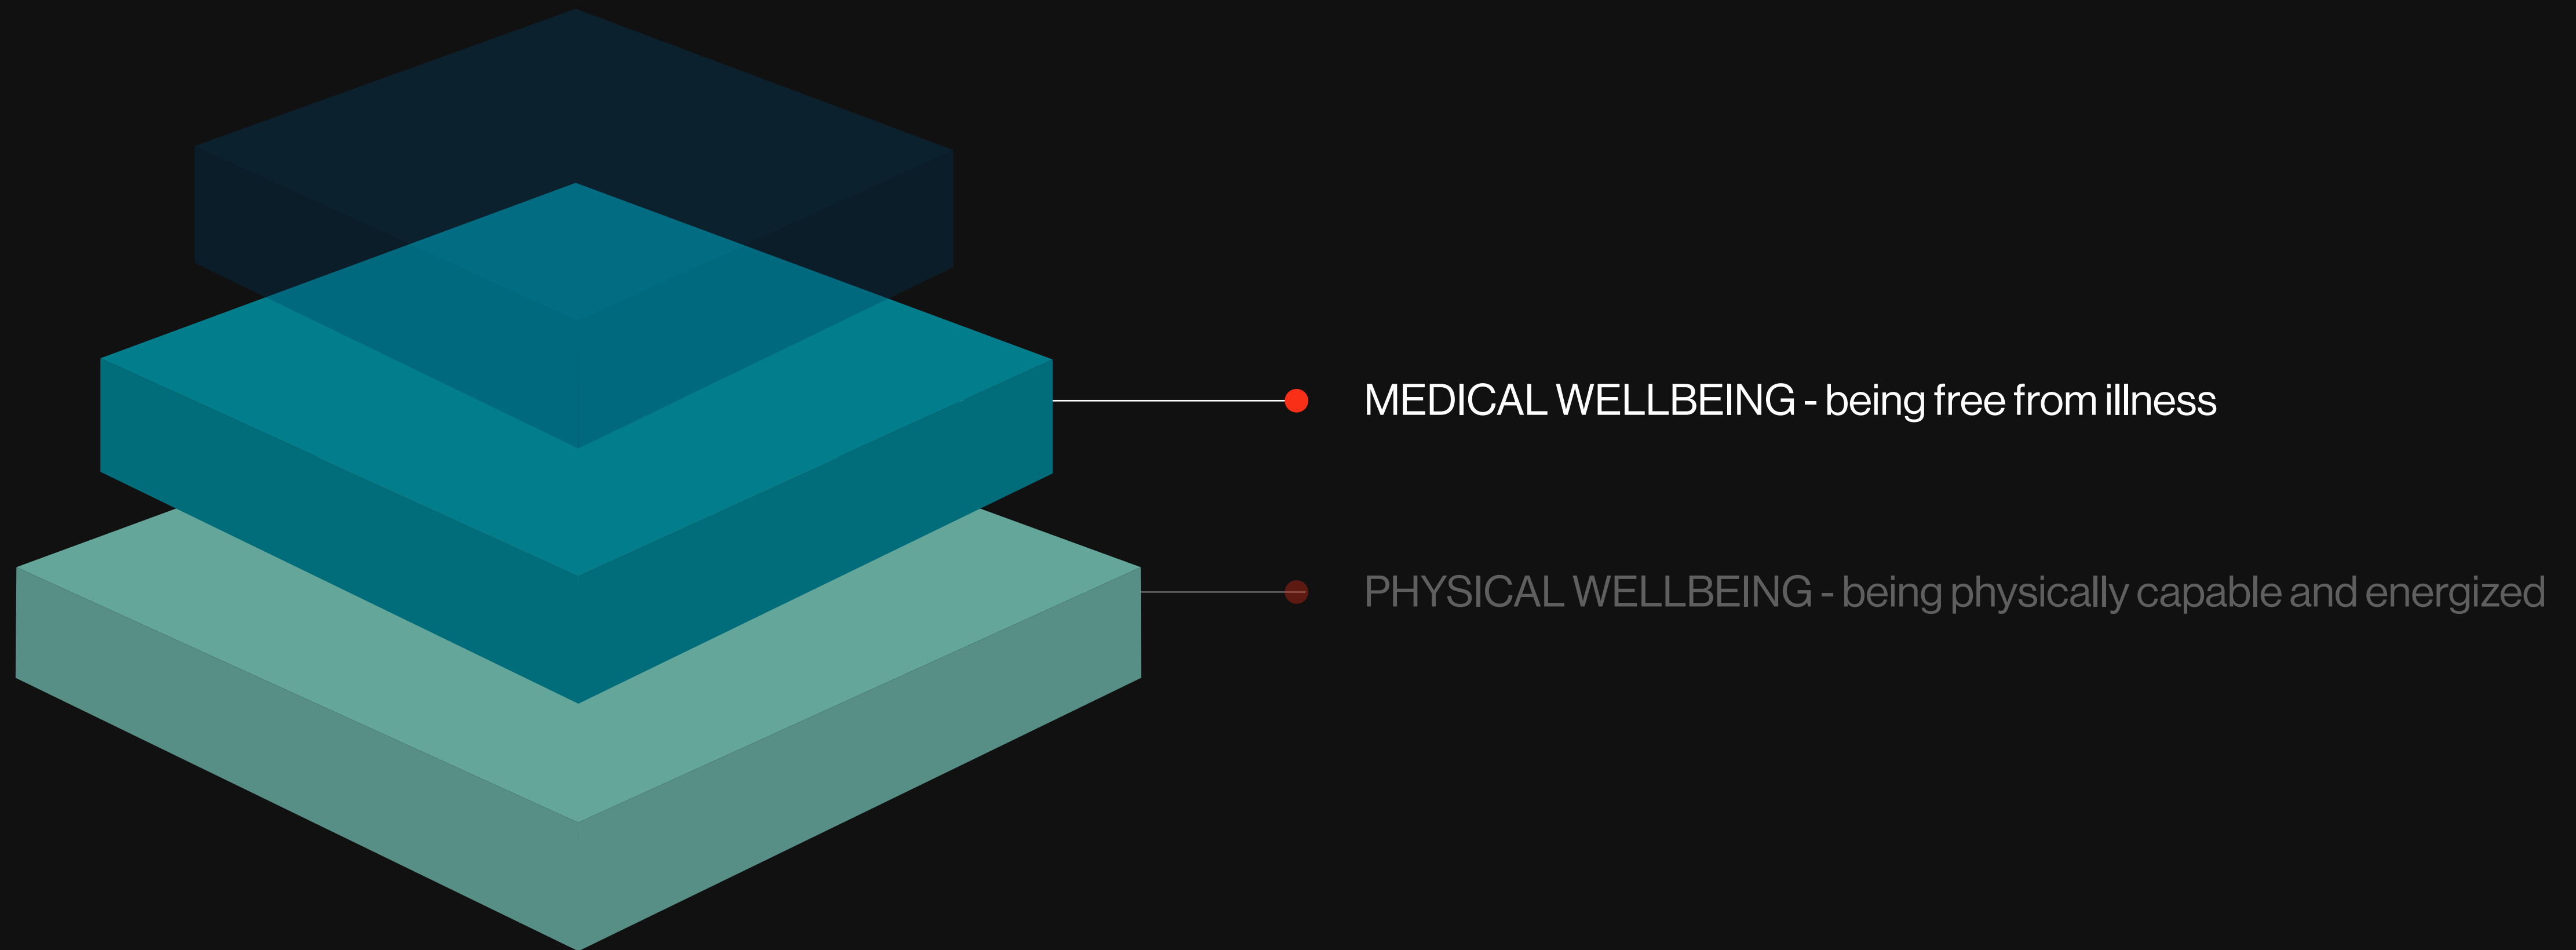 MEDICAL WELLBEING - being free from illness
PHYSICAL WELLBEING - being physically capable and energized